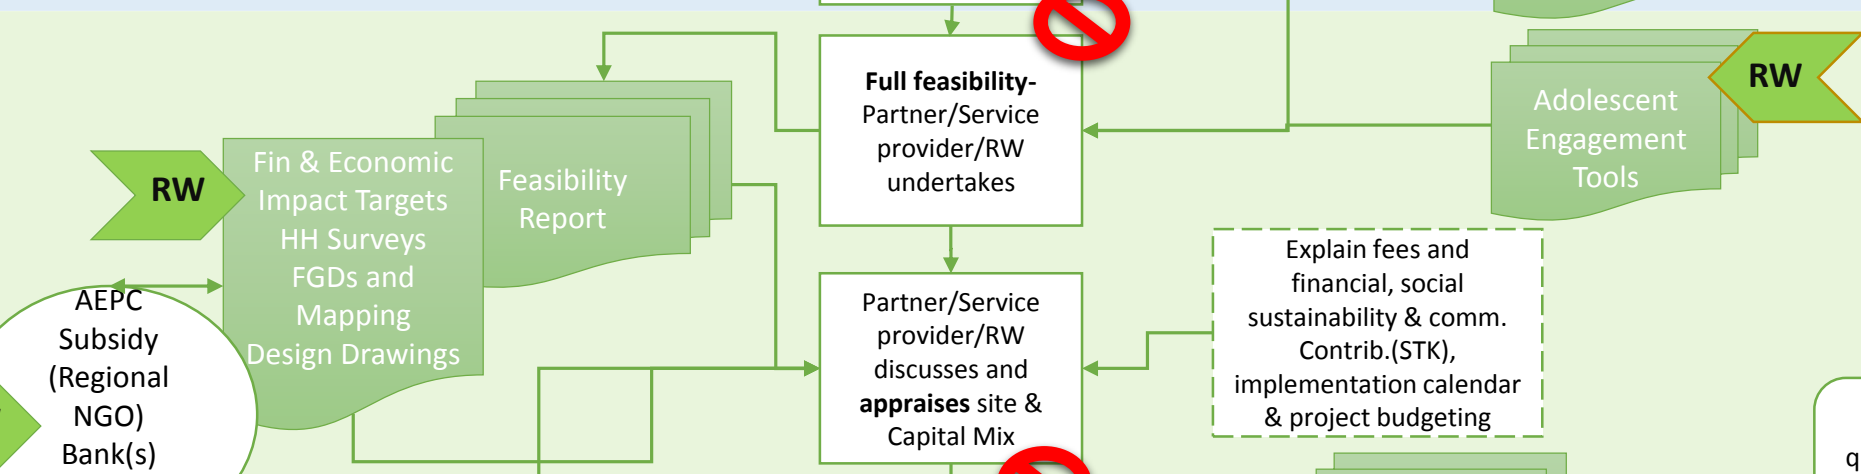 Full feasibility-
Partner/Service
provider/RW
undertakes
RW
Adolescent
Engagement
Tools
RW
Fin & Economic
Impact Targets
HH Surveys
FGDs and
Mapping
Design Drawings
Feasibility
Report
AEPC
Subsidy
(Regional
NGO)
Bank(s)
Partner/Service
provider/RW
discusses and
appraises site &
Capital Mix
Explain fees and
financial, social
sustainability & comm.
Contrib.(STK),
implementation calendar
& project budgeting